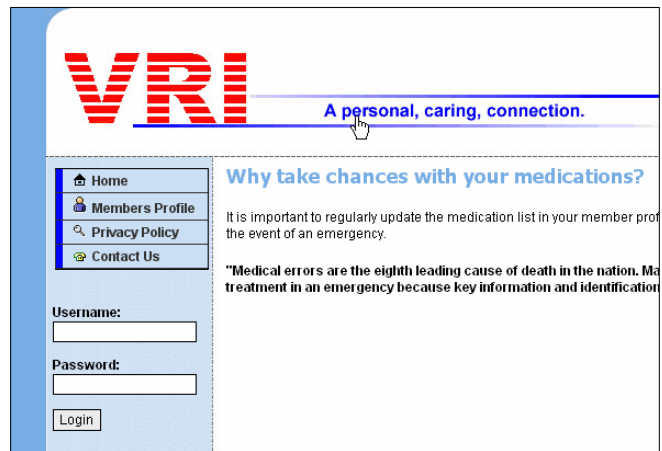 VRI
A personal, caring, connection.
Home
Members Profile
Privacy Policy
Contact Us
Username:
Password:
Login
Why take chances with your medications?
It is important to regularly update the medication list in your member prof
the event of an emergency.
"Medical errors are the eighth leading cause of death in the nation. Ma
treatment in an emergency because key information and identification